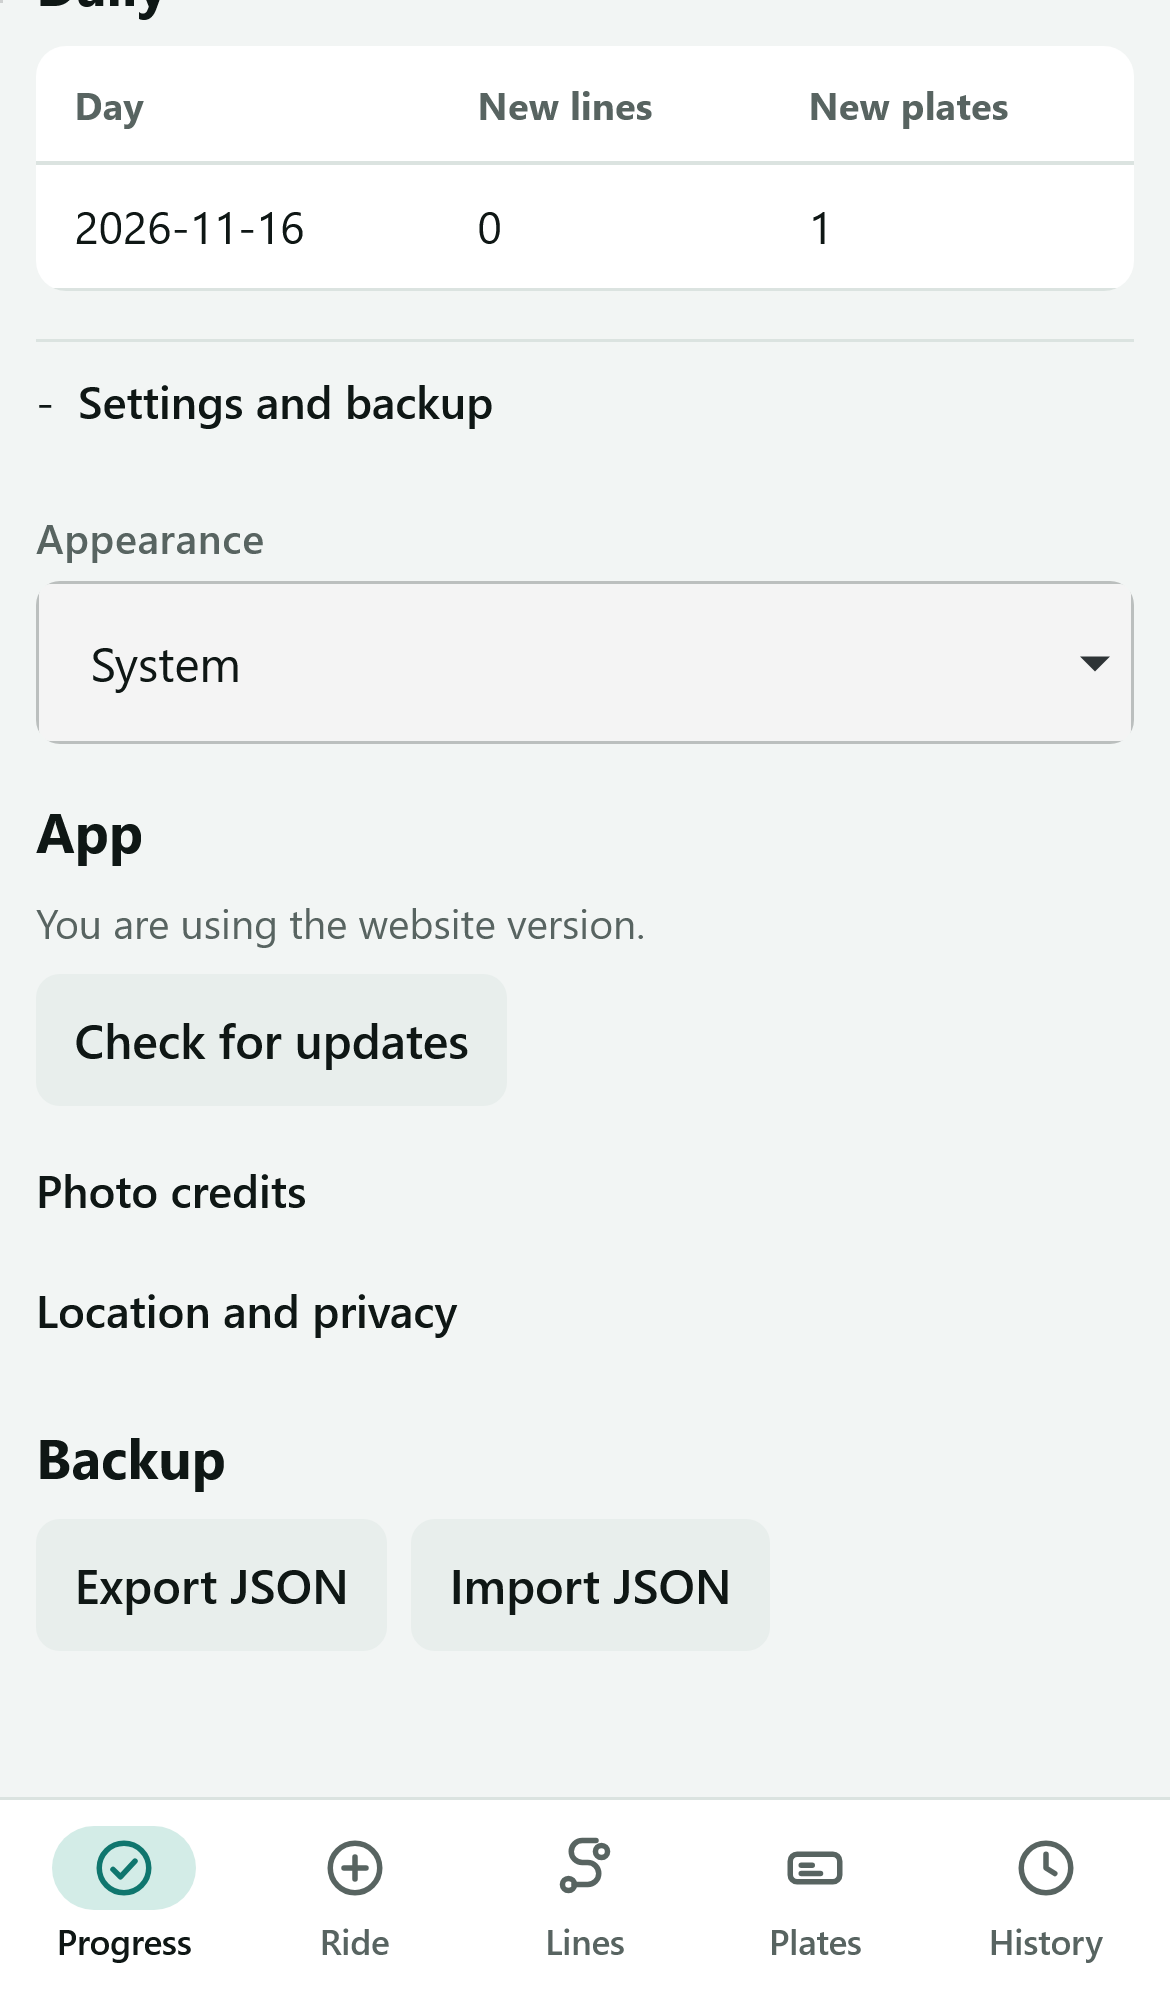 Daily
Day New lines New plates
2026-11-16 0 1
- Settings and backup
Appearance
System
App
You are using the website version.
Check for updates
Photo credits
Location and privacy
Backup
Export JSON Import JSON
Progress Ride Lines Plates History